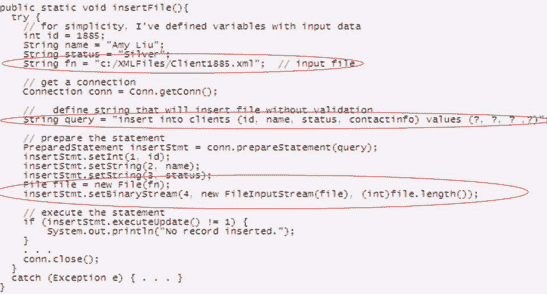 public static void insertFile(){
try {
// for simplicity, I've defined variables with input data
int id = 1885;
String name = "Amy Liu";
String status = "Silver";
String fn = "c:/XMLFiles/Client1885.xml";  // input file
// get a connection
Connection conn = Conn.getConn();
// define string that will insert file without validation
String query = "insert into clients (id, name, status, contactinfo) values (?, ?, ? ,?)";
// prepare the statement
PreparedStatement insertStmt = conn.prepareStatement(query);
insertStmt.setInt(1, id);
insertStmt.setString(2, name);
insertStmt.setString(3, status);
File file = new File(fn);
insertStmt.setBinaryStream(4, new FileInputStream(file), (int)file.length());
// execute the statement
if (insertStmt.executeUpdate() != 1) {
System.out.println("No record inserted.");
}
. . .
conn.close();
}
catch (Exception e) { . . . }
}